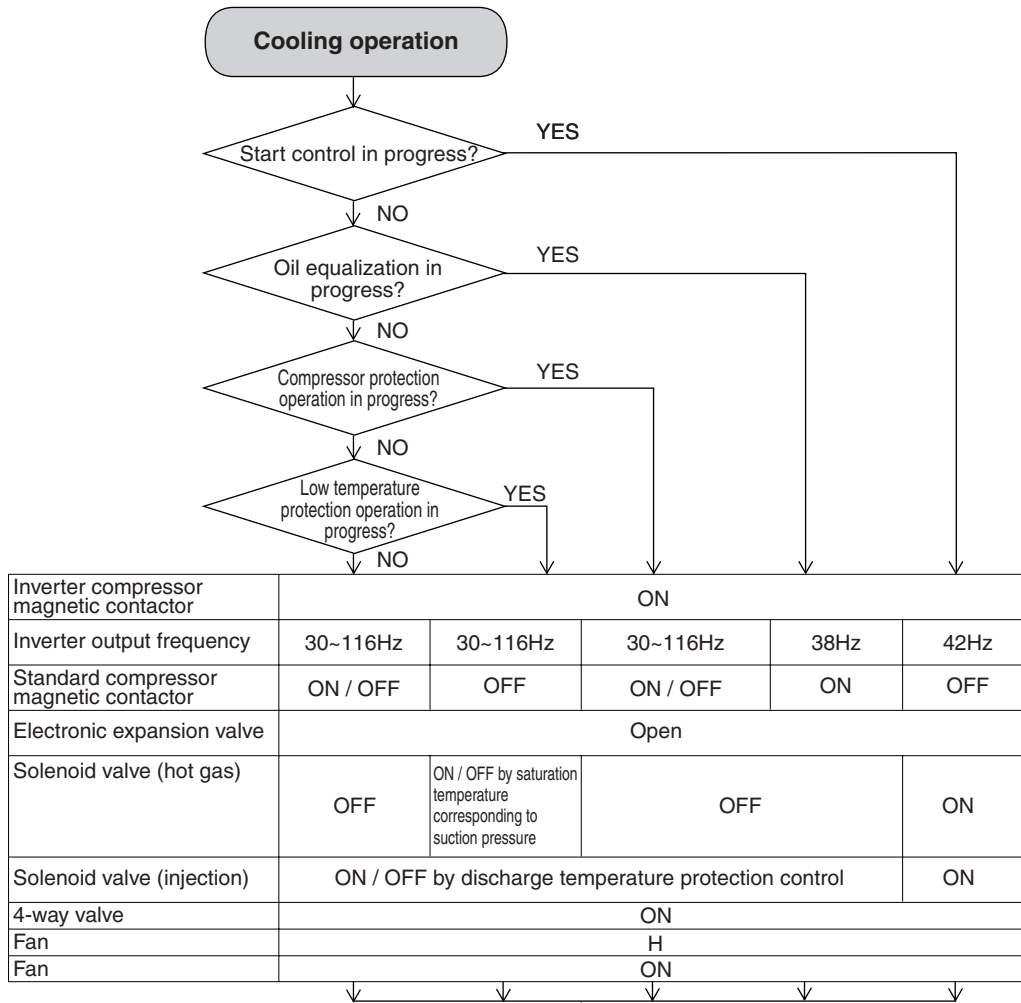 Cooling operation
YES
Start control in progress?
NO
YES
Oil equalization in
progress?
NO
YES
Compressor protection
operation in progress?
NO
YES
Low temperature
protection operation in
progress?
NO
Inverter compressor
magnetic contactor
ON
Inverter output frequency
30~116Hz
30~116Hz
30~116Hz
38Hz
42Hz
Standard compressor
magnetic contactor
ON / OFF
OFF
ON / OFF
ON
OFF
Electronic expansion valve
Open
Solenoid valve (hot gas)
OFF
ON / OFF by saturation
temperature
corresponding to
suction pressure
OFF
ON
Solenoid valve (injection)
ON / OFF by discharge temperature protection control
ON
4-way valve
ON
Fan
H
Fan
ON